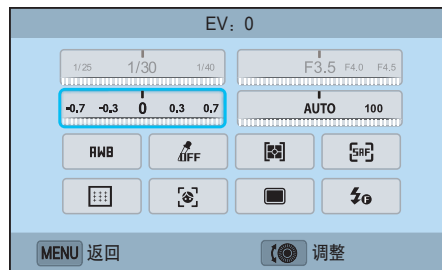 EV：0
1/25 1/30 1/40
F3.5 F4.0 F4.5
-0.7 -0.3 0 0.3 0.7
AUTO 100
AWB
OFF
SAF
F
MENU 返回
调整